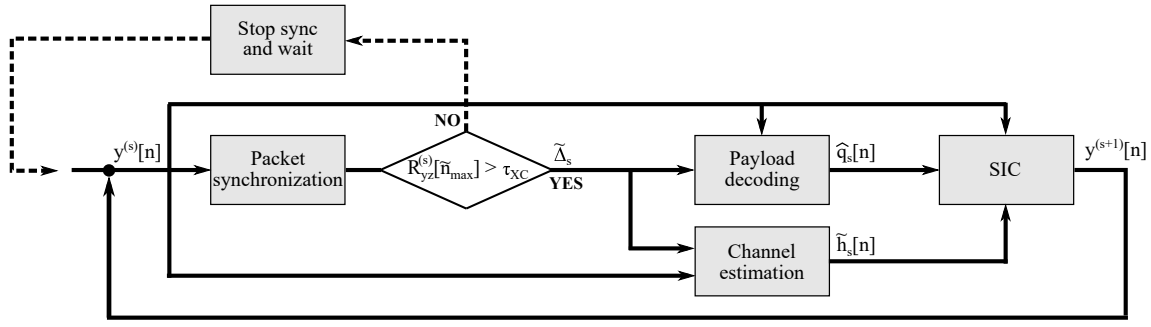 Stop sync
and wait
NO
y⁽ˢ⁾[n]
Packet
synchronization
R_yz⁽ˢ⁾[ñ_max] > τ_XC
Δ̃_s
YES
Payload
decoding
q̂_s[n]
SIC
y⁽ˢ⁺¹⁾[n]
Channel
estimation
h̃_s[n]